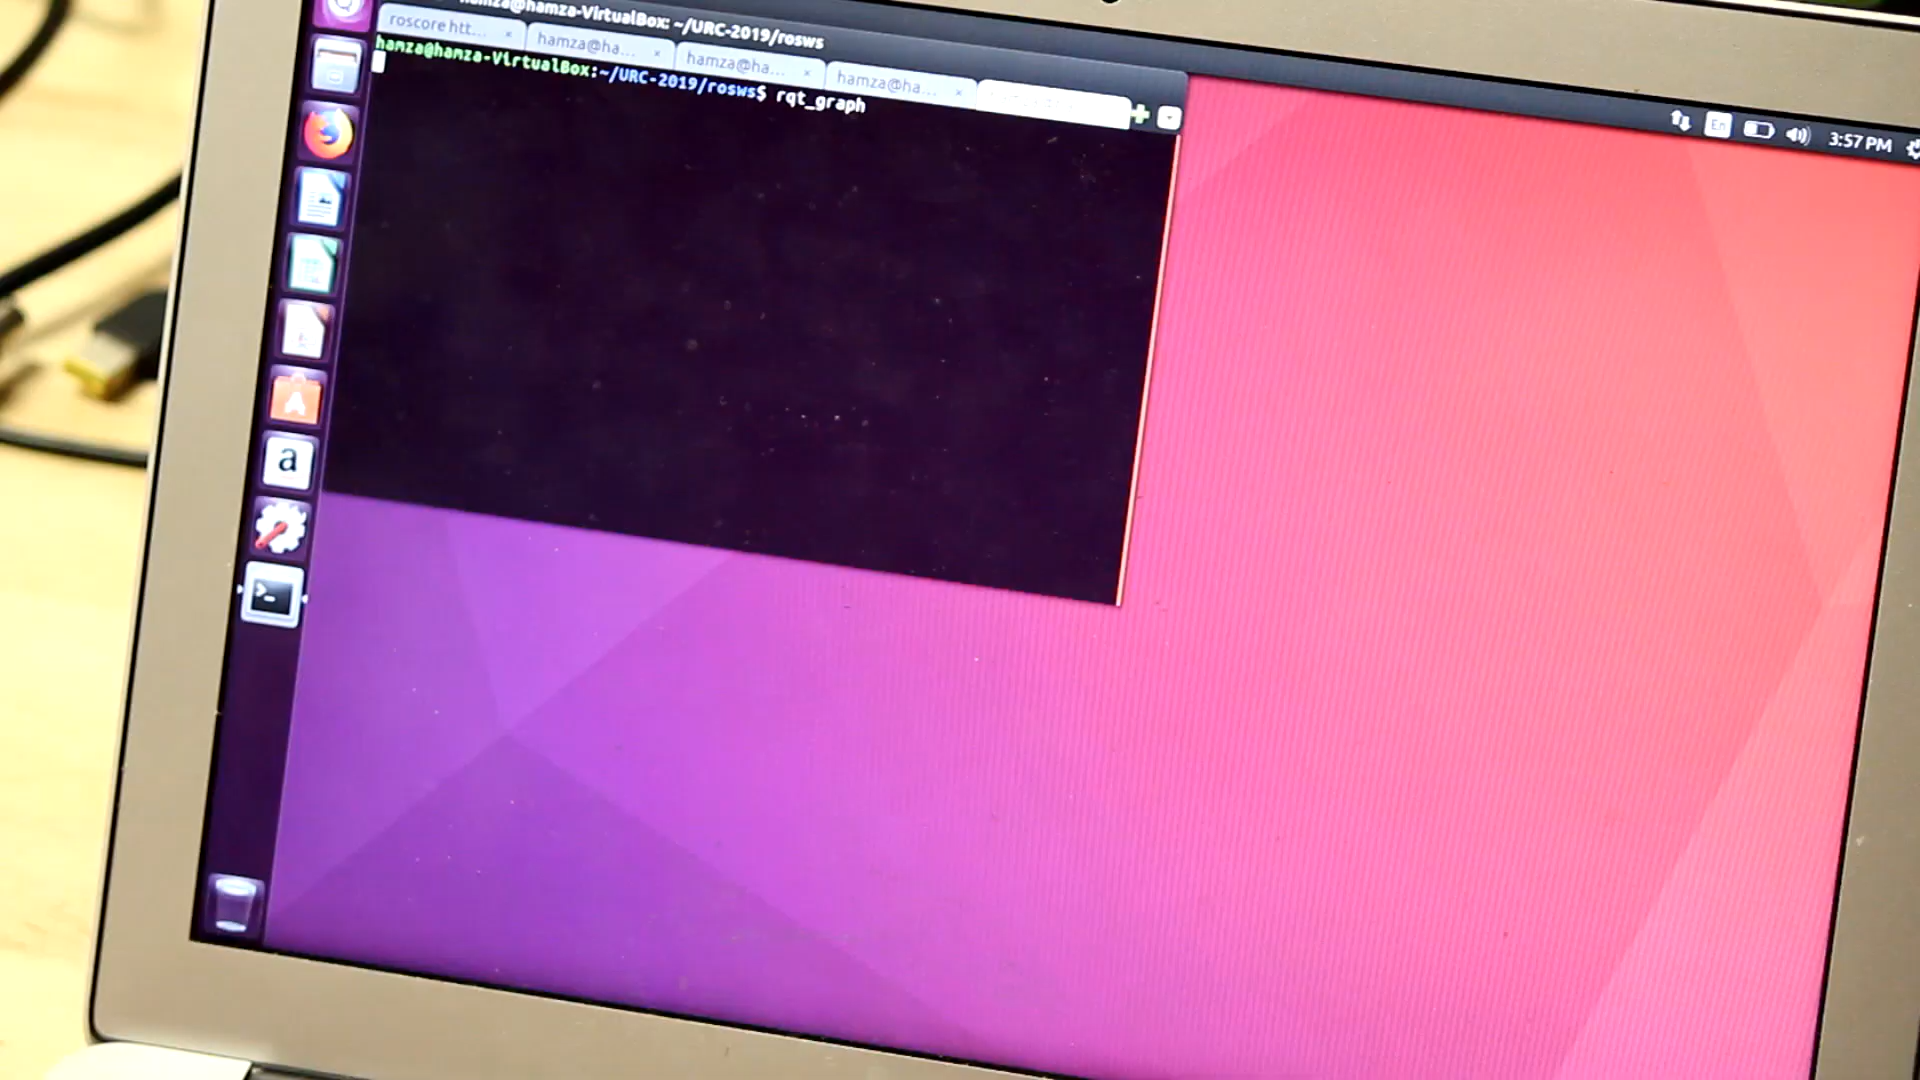 hamza@hamza-VirtualBox: ~/URC-2019/rosws
roscore htt... × hamza@ha... × hamza@ha... × hamza@ha... ×
hamza@hamza-VirtualBox:~/URC-2019/rosws$ rqt_graph
En 3:57 PM
A
a
>_